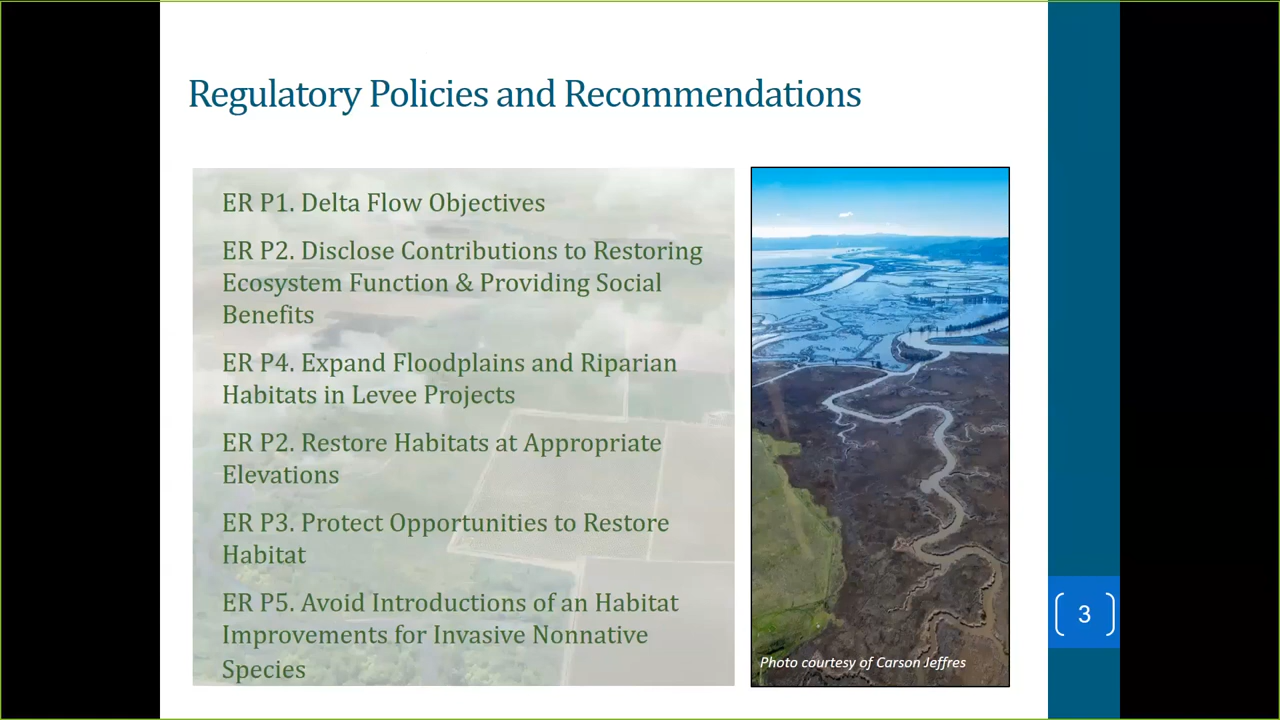 Regulatory Policies and Recommendations
ER P1. Delta Flow Objectives
ER P2. Disclose Contributions to Restoring
Ecosystem Function & Providing Social
Benefits
ER P4. Expand Floodplains and Riparian
Habitats in Levee Projects
ER P2. Restore Habitats at Appropriate
Elevations
ER P3. Protect Opportunities to Restore
Habitat
ER P5. Avoid Introductions of an Habitat
Improvements for Invasive Nonnative
Species
Photo courtesy of Carson Jeffres
3